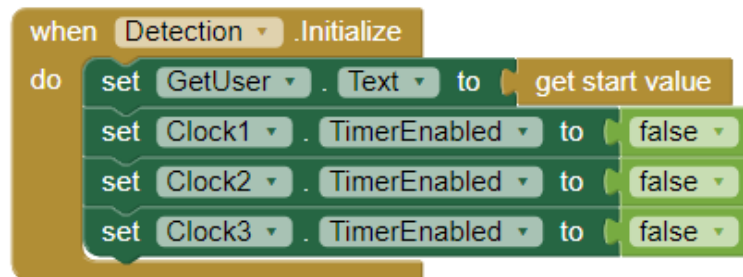 when Detection .Initialize
do set GetUser . Text to get start value
set Clock1 . TimerEnabled to false
set Clock2 . TimerEnabled to false
set Clock3 . TimerEnabled to false